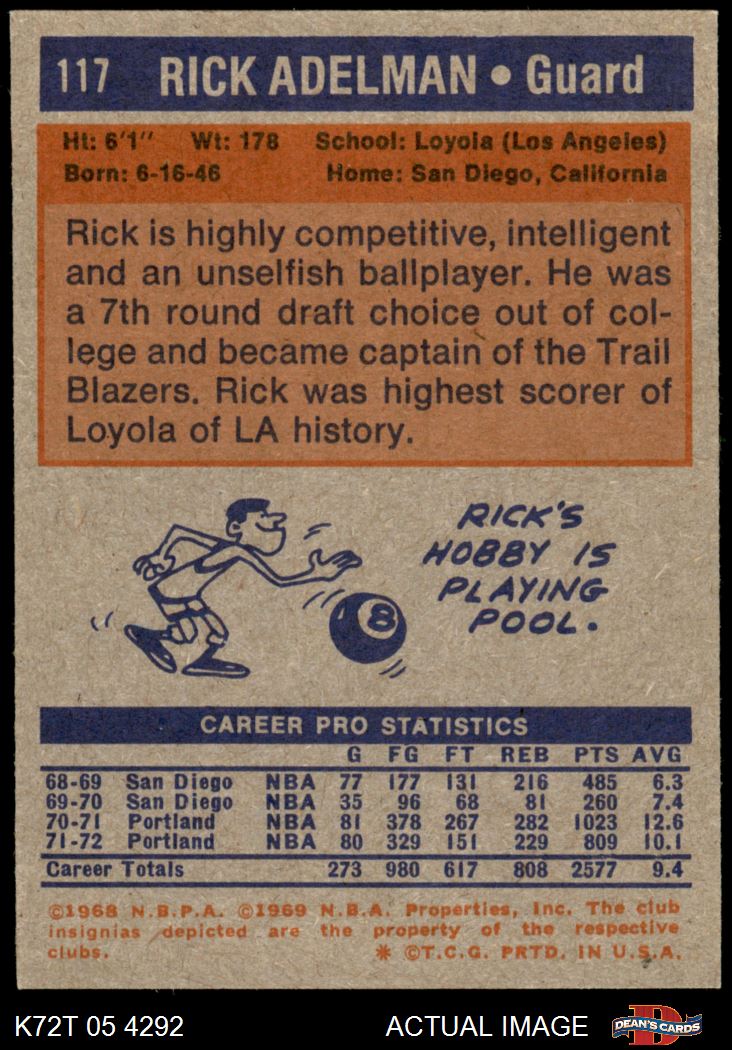 117 RICK ADELMAN • Guard
Ht: 6'1" Wt: 178 School: Loyola (Los Angeles)
Born: 6-16-46 Home: San Diego, California
Rick is highly competitive, intelligent
and an unselfish ballplayer. He was
a 7th round draft choice out of col-
lege and became captain of the Trail
Blazers. Rick was highest scorer of
Loyola of LA history.
RICK'S
HOBBY IS
PLAYING
POOL.
8
CAREER PRO STATISTICS
G FG FT REB PTS AVG
68-69 San Diego NBA 77 177 131 216 485 6.3
69-70 San Diego NBA 35 96 68 81 260 7.4
70-71 Portland NBA 81 378 267 282 1023 12.6
71-72 Portland NBA 80 329 151 229 809 10.1
Career Totals 273 980 617 808 2577 9.4
©1968 N.B.P.A. ©1969 N.B.A. Properties, Inc. The club
insignias depicted are the property of the respective
clubs. * ©T.C.G. PRTD. IN U.S.A.
K72T 05 4292 ACTUAL IMAGE D DEAN'S CARDS